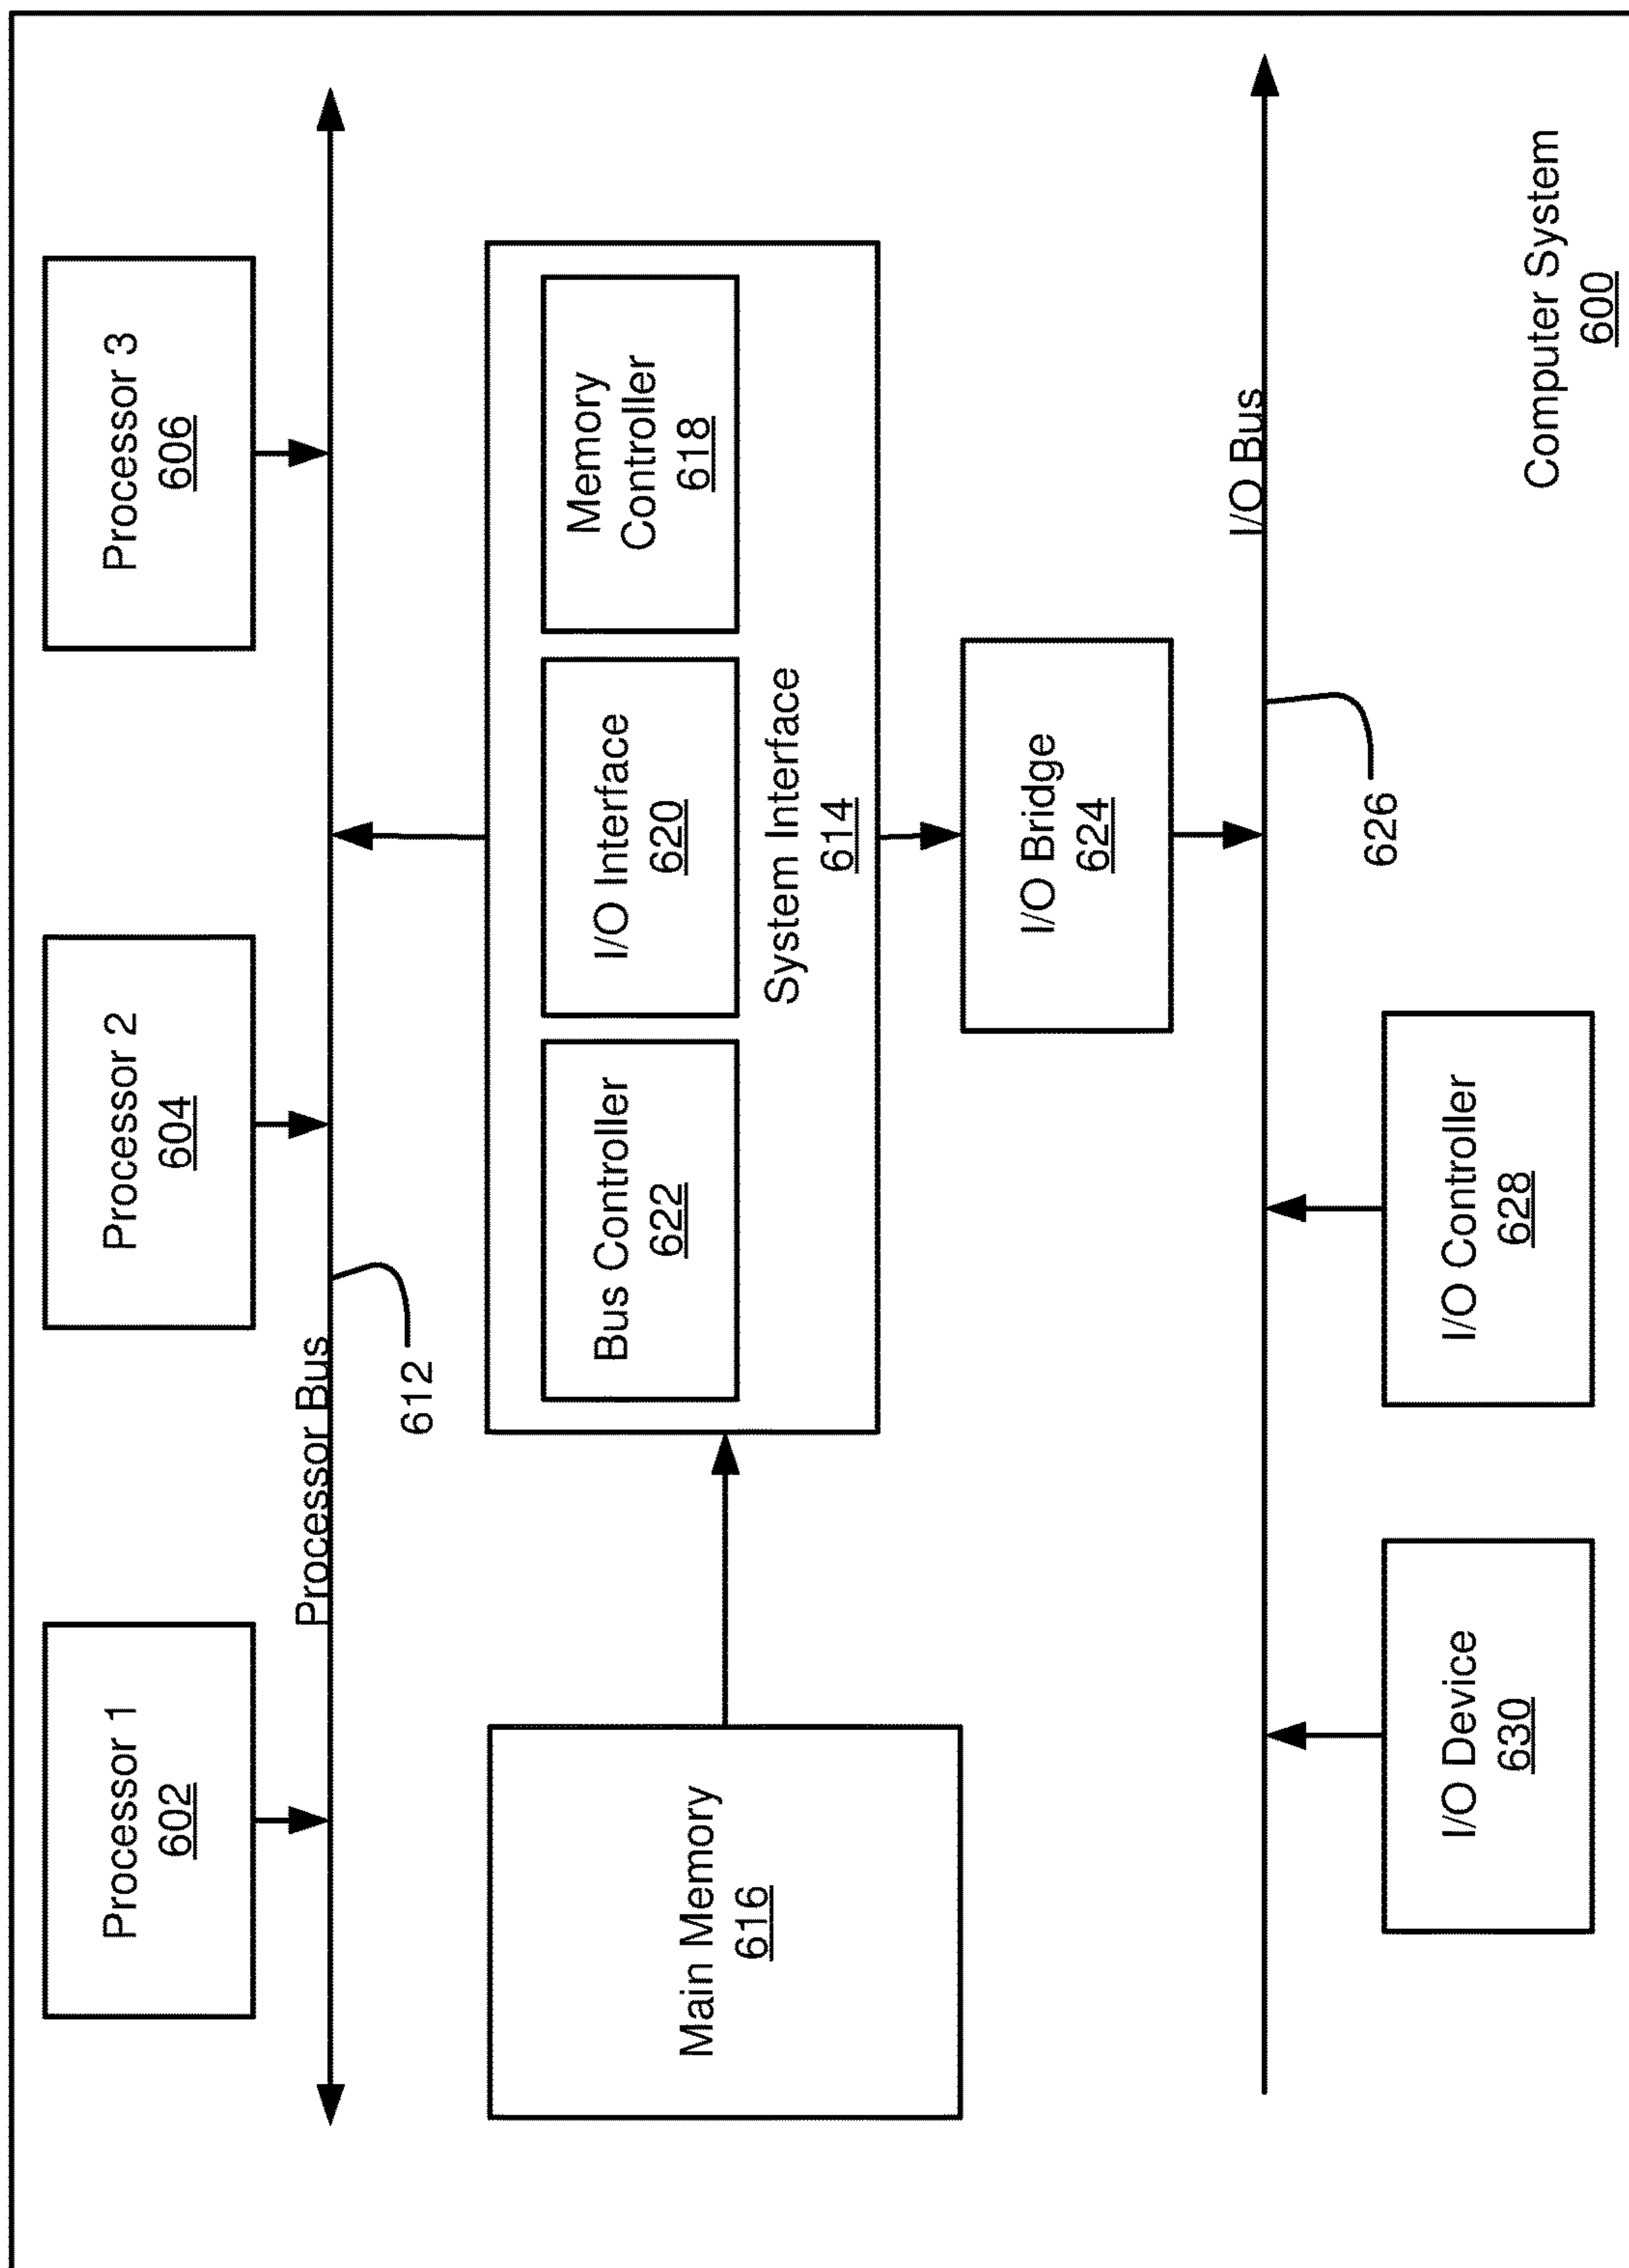 Processor 1
602
Processor 2
604
Processor 3
606
Processor Bus
612
Main Memory
616
Bus Controller
622
I/O Interface
620
Memory
Controller
618
System Interface
614
I/O Bridge
624
I/O Bus
626
I/O Device
630
I/O Controller
628
Computer System
600